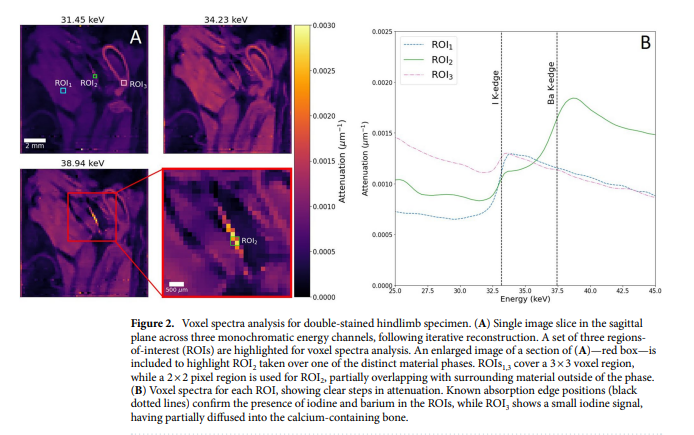 31.45 keV
34.23 keV
A
ROI₁
ROI₂
ROI₃
2 mm
38.94 keV
ROI₂
500 μm
0.0030
0.0025
0.0020
0.0015
0.0010
0.0005
0.0000
Attenuation (μm⁻¹)
B
ROI₁
ROI₂
ROI₃
I K-edge
Ba K-edge
0.0025
0.0020
0.0015
0.0010
0.0005
0.0000
Attenuation (μm⁻¹)
25.0 27.5 30.0 32.5 35.0 37.5 40.0 42.5 45.0
Energy (keV)
Figure 2. Voxel spectra analysis for double-stained hindlimb specimen. (A) Single image slice in the sagittal
plane across three monochromatic energy channels, following iterative reconstruction. A set of three regions-
of-interest (ROIs) are highlighted for voxel spectra analysis. An enlarged image of a section of (A)—red box—is
included to highlight ROI₂ taken over one of the distinct material phases. ROIs₁,₃ cover a 3×3 voxel region,
while a 2×2 pixel region is used for ROI₂, partially overlapping with surrounding material outside of the phase.
(B) Voxel spectra for each ROI, showing clear steps in attenuation. Known absorption edge positions (black
dotted lines) confirm the presence of iodine and barium in the ROIs, while ROI₃ shows a small iodine signal,
having partially diffused into the calcium-containing bone.